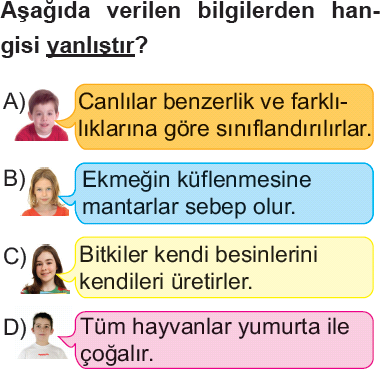 Aşağıda verilen bilgilerden han-
gisi yanlıştır?
A) Canlılar benzerlik ve farklı-
lıklarına göre sınıflandırılırlar.
B) Ekmeğin küflenmesine
mantarlar sebep olur.
C) Bitkiler kendi besinlerini
kendileri üretirler.
D) Tüm hayvanlar yumurta ile
çoğalır.